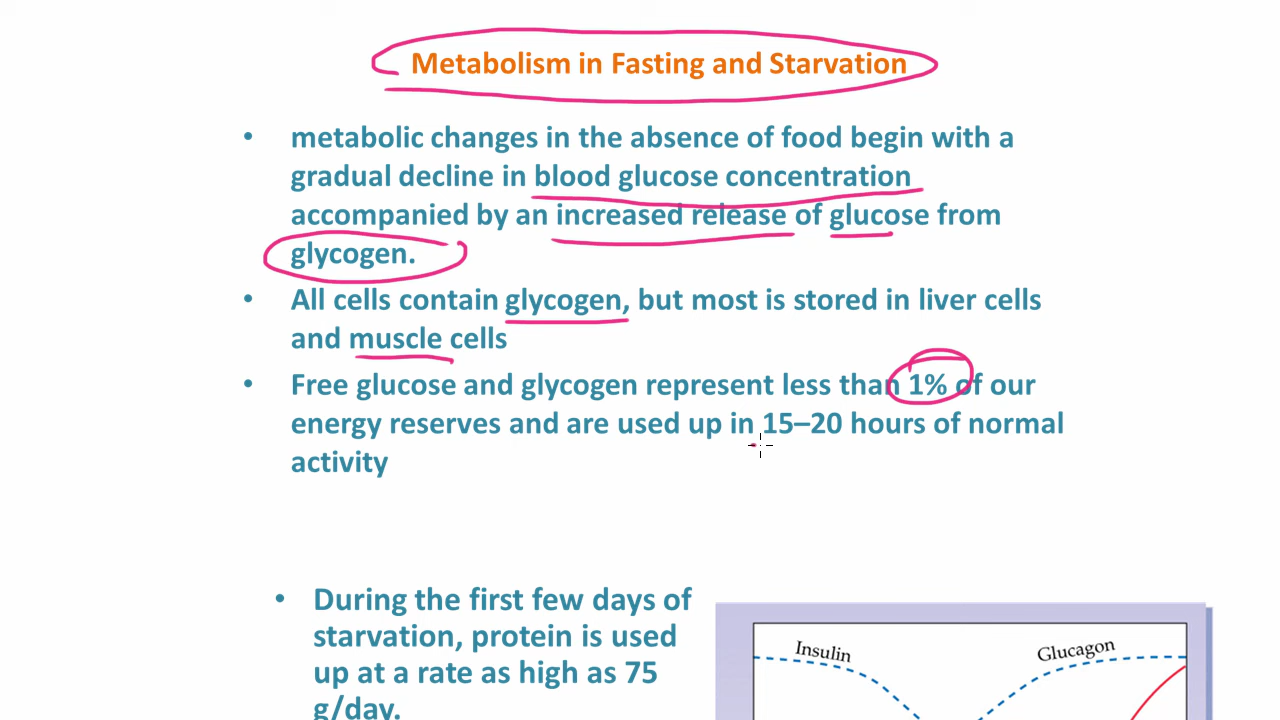 Metabolism in Fasting and Starvation
• metabolic changes in the absence of food begin with a
gradual decline in blood glucose concentration
accompanied by an increased release of glucose from
glycogen.
• All cells contain glycogen, but most is stored in liver cells
and muscle cells
• Free glucose and glycogen represent less than 1% of our
energy reserves and are used up in 15–20 hours of normal
activity
• During the first few days of
starvation, protein is used
up at a rate as high as 75
g/day.
Insulin
Glucagon